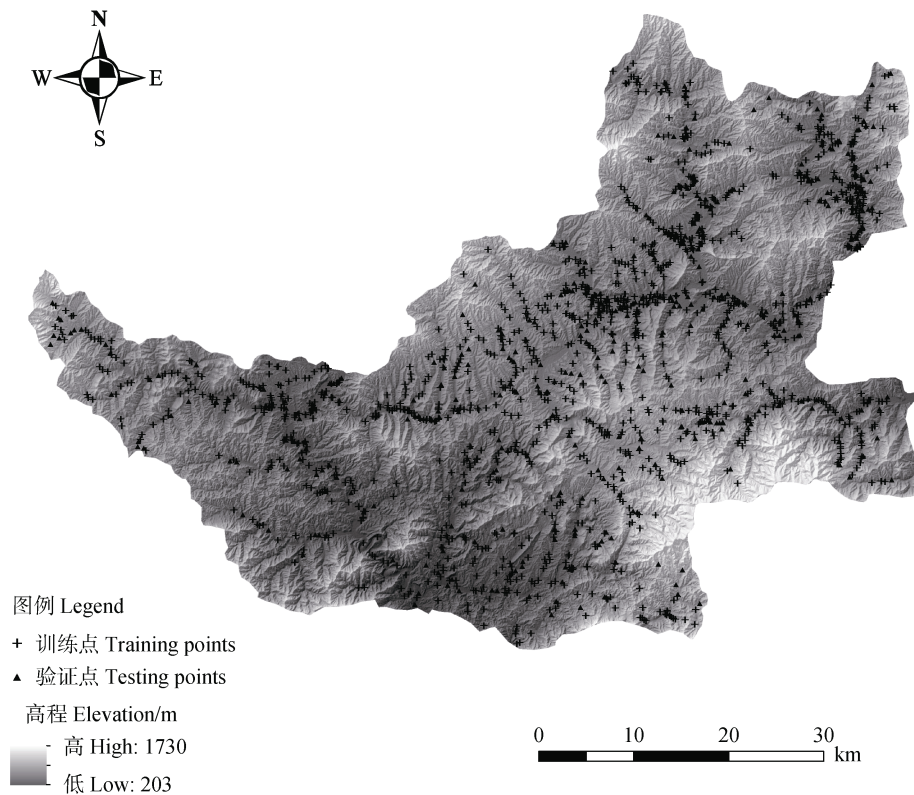 N
W E
S
图例 Legend
+ 训练点 Training points
▲ 验证点 Testing points
高程 Elevation/m
高 High: 1730
低 Low: 203
0 10 20 30
km